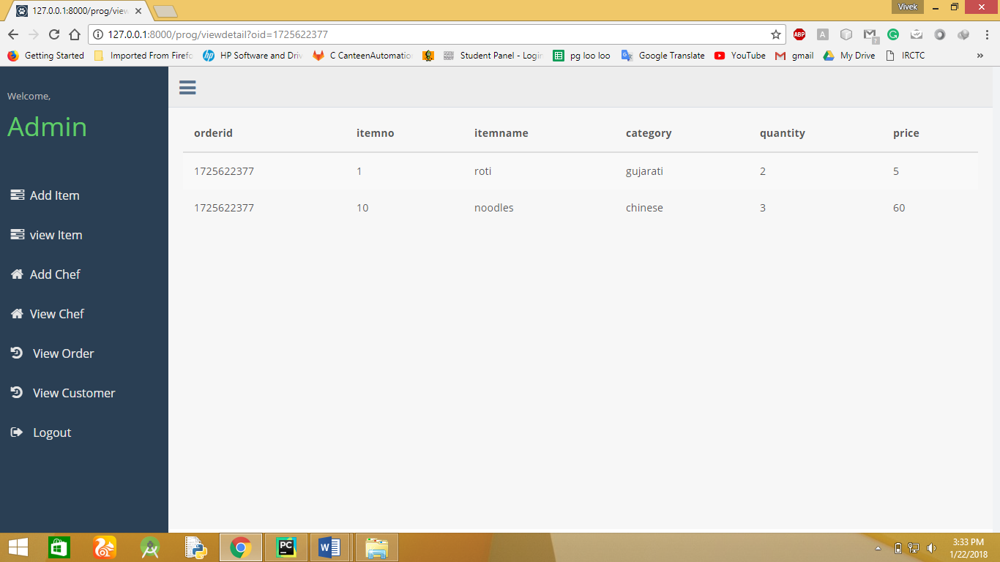 127.0.0.1:8000/prog/view
Vivek
127.0.0.1:8000/prog/viewdetail?oid=1725622377
ABP
Getting Started Imported From Firefo HP Software and Driv C CanteenAutomatio Student Panel - Login pg loo loo Google Translate YouTube gmail My Drive IRCTC »
Welcome,
Admin
Add Item
view Item
Add Chef
View Chef
View Order
View Customer
Logout
orderid itemno itemname category quantity price
1725622377 1 roti gujarati 2 5
1725622377 10 noodles chinese 3 60
3:33 PM
1/22/2018